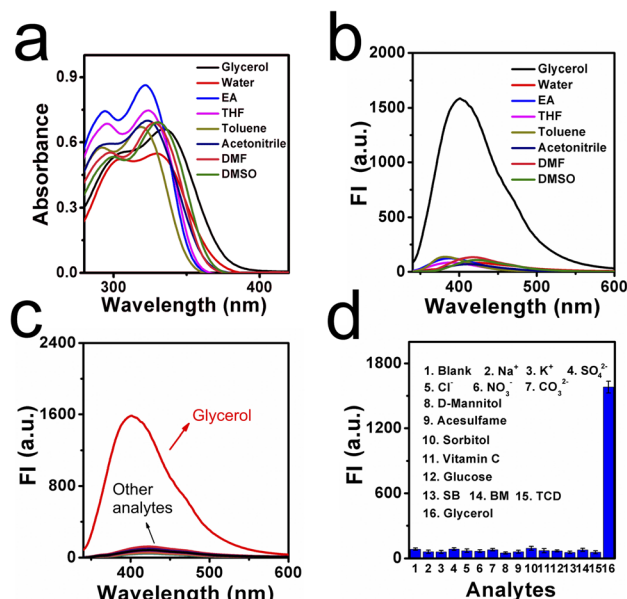 a
Absorbance
0.9
0.6
0.3
0.0
300
400
Wavelength (nm)
Glycerol
Water
EA
THF
Toluene
Acetonitrile
DMF
DMSO
b
FI (a.u.)
2000
1500
1000
500
0
400
500
600
Wavelength (nm)
Glycerol
Water
EA
THF
Toluene
Acetonitrile
DMF
DMSO
c
FI (a.u.)
2400
1600
800
0
400
500
600
Wavelength (nm)
Glycerol
Other
analytes
d
FI (a.u.)
1800
1200
600
0
1. Blank 2. Na⁺ 3. K⁺ 4. SO₄²⁻
5. Cl⁻ 6. NO₃⁻ 7. CO₃²⁻
8. D-Mannitol
9. Acesulfame
10. Sorbitol
11. Vitamin C
12. Glucose
13. SB 14. BM 15. TCD
16. Glycerol
1 2 3 4 5 6 7 8 9 10 11 12 13 14 15 16
Analytes